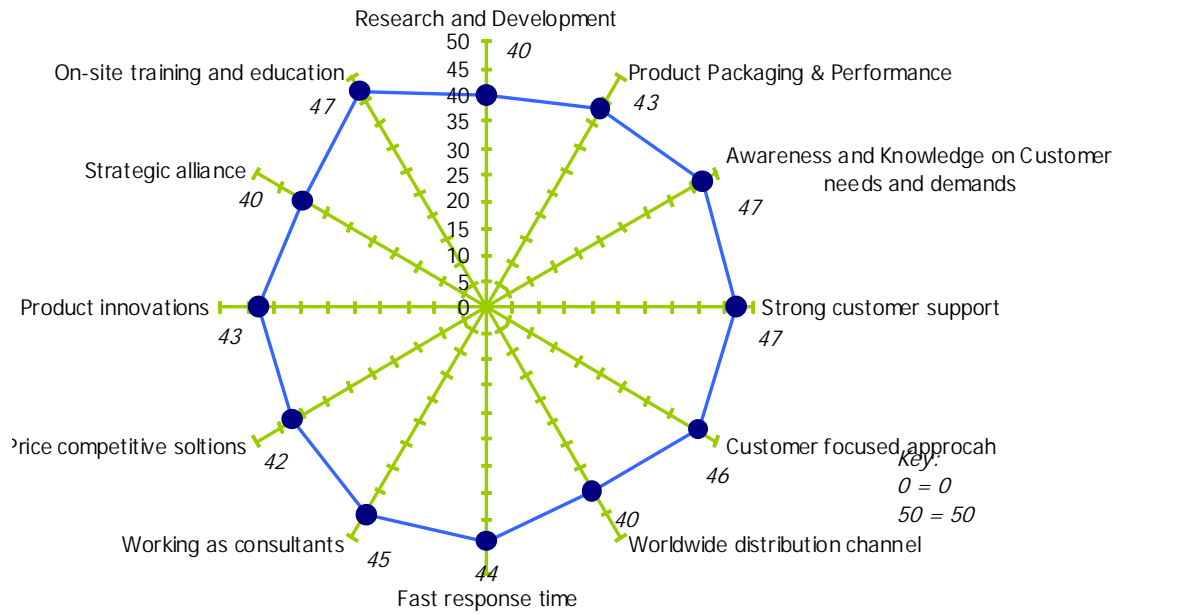 Research and Development
50
40
45
40
35
30
25
20
15
10
5
0
Product Packaging & Performance
43
Awareness and Knowledge on Customer
needs and demands
47
Strong customer support
47
Customer focused approcah
46
Key:
0 = 0
50 = 50
Worldwide distribution channel
40
Fast response time
44
Working as consultants
45
Price competitive soltions
42
Product innovations
43
Strategic alliance
40
On-site training and education
47